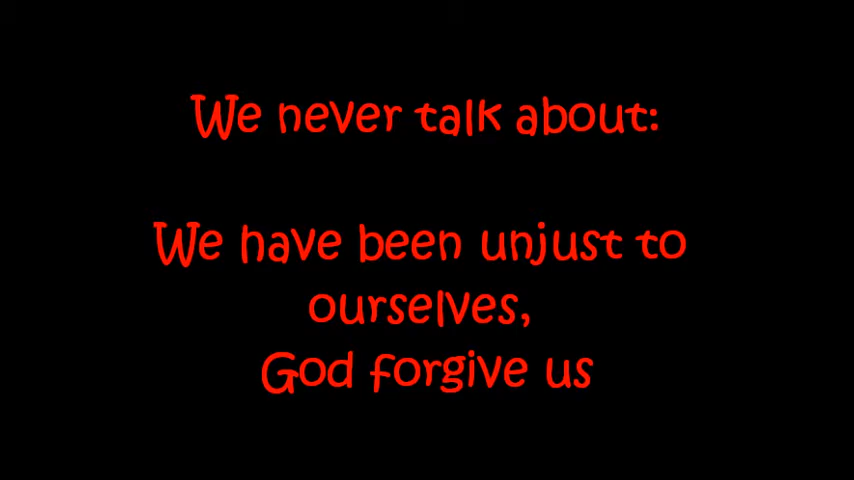 We never talk about:
We have been unjust to
ourselves,
God forgive us